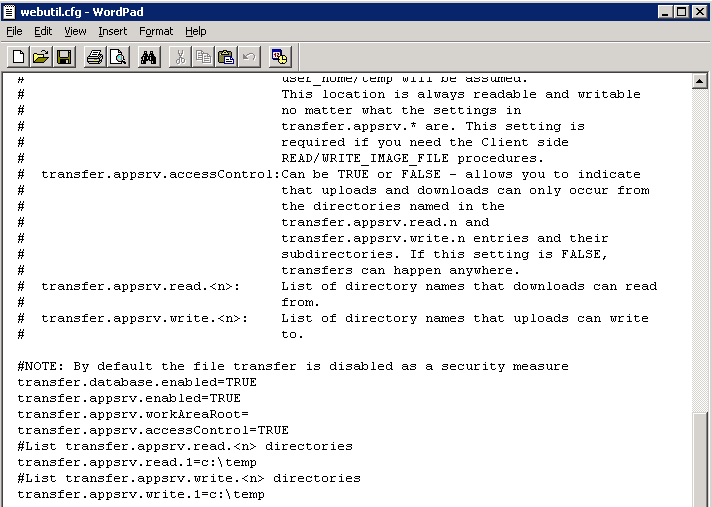 webutil.cfg - WordPad
File Edit View Insert Format Help
# user_home/temp will be assumed.
# This location is always readable and writable
# no matter what the settings in
# transfer.appsrv.* are. This setting is
# required if you need the Client side
# READ/WRITE_IMAGE_FILE procedures.
# transfer.appsrv.accessControl:Can be TRUE or FALSE - allows you to indicate
# that uploads and downloads can only occur from
# the directories named in the
# transfer.appsrv.read.n and
# transfer.appsrv.write.n entries and their
# subdirectories. If this setting is FALSE,
# transfers can happen anywhere.
# transfer.appsrv.read.<n>: List of directory names that downloads can read
# from.
# transfer.appsrv.write.<n>: List of directory names that uploads can write
# to.
#NOTE: By default the file transfer is disabled as a security measure
transfer.database.enabled=TRUE
transfer.appsrv.enabled=TRUE
transfer.appsrv.workAreaRoot=
transfer.appsrv.accessControl=TRUE
#List transfer.appsrv.read.<n> directories
transfer.appsrv.read.1=c:\temp
#List transfer.appsrv.write.<n> directories
transfer.appsrv.write.1=c:\temp